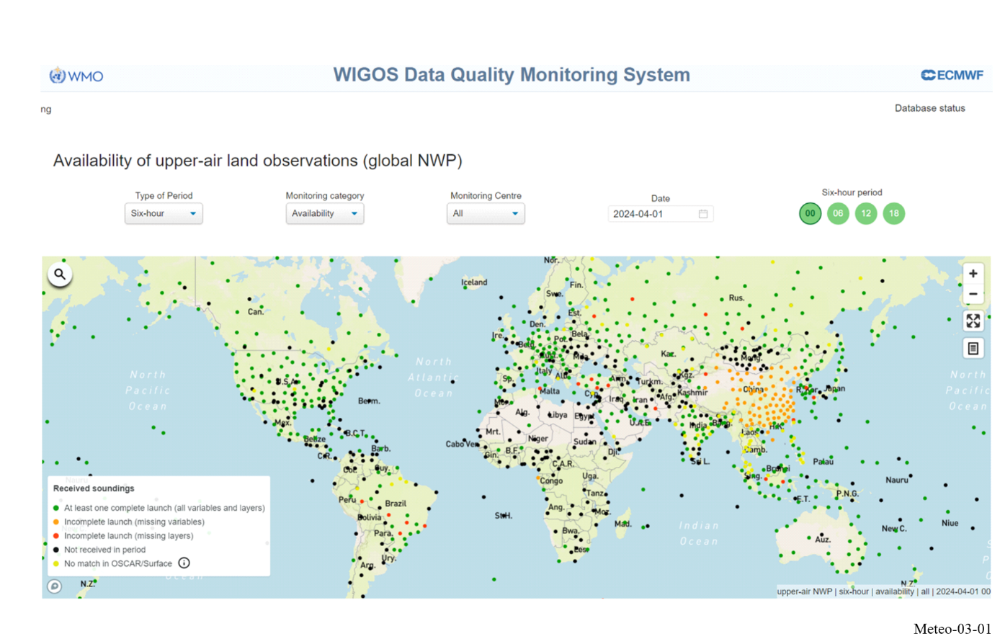 WMO
WIGOS Data Quality Monitoring System
ECMWF
ng
Database status
Availability of upper-air land observations (global NWP)
Type of Period
Monitoring category
Monitoring Centre
Date
Six-hour period
Six-hour
Availability
All
2024-04-01
00
06
12
18
Nor.
Iceland
Fin.
Swe.
Rus.
Can.
Est.
Den.
Ire.
Pol.
Bela.
Kaz.
Mong.
North
Atlantic
Ocean
North
Pacific
Ocean
North
Pacific
Ocean
U.S.A.
Sp.
Italy
Alb.
Arm.
Turkm.
Kgz.
China
Japan
Malta
Cyp.
Iraq
Iran
Afg.
Kashmir
Berm.
Mor.
Alg.
Libya
Egypt
U.A.E.
India
Mex.
B.C.T.
Mrt.
Niger
Sudan
Laos
H.K.
Belize
Cabo Ver.
Barb.
C.R.
Gin.
B.F.
Dji.
Sri L.
Camb.
Palau
C.A.R.
Col.
Guy.
Congo
Uga.
Sing.
Brunei
Nauru
Nauru
Peru
Brazil
Tanz.
E.T.
P.N.G.
Bolivia
St.H.
Ang.
Moz.
Mad.
Indian
Ocean
New C.
Niue
Para.
Bwa.
Auz.
Les.
Ury.
Arg.
N.Z.
N.Z.
Received soundings
At least one complete launch (all variables and layers)
Incomplete launch (missing variables)
Incomplete launch (missing layers)
Not received in period
No match in OSCAR/Surface
Ocean
upper-air NWP | six-hour | availability | all | 2024-04-01 00
Meteo-03-01